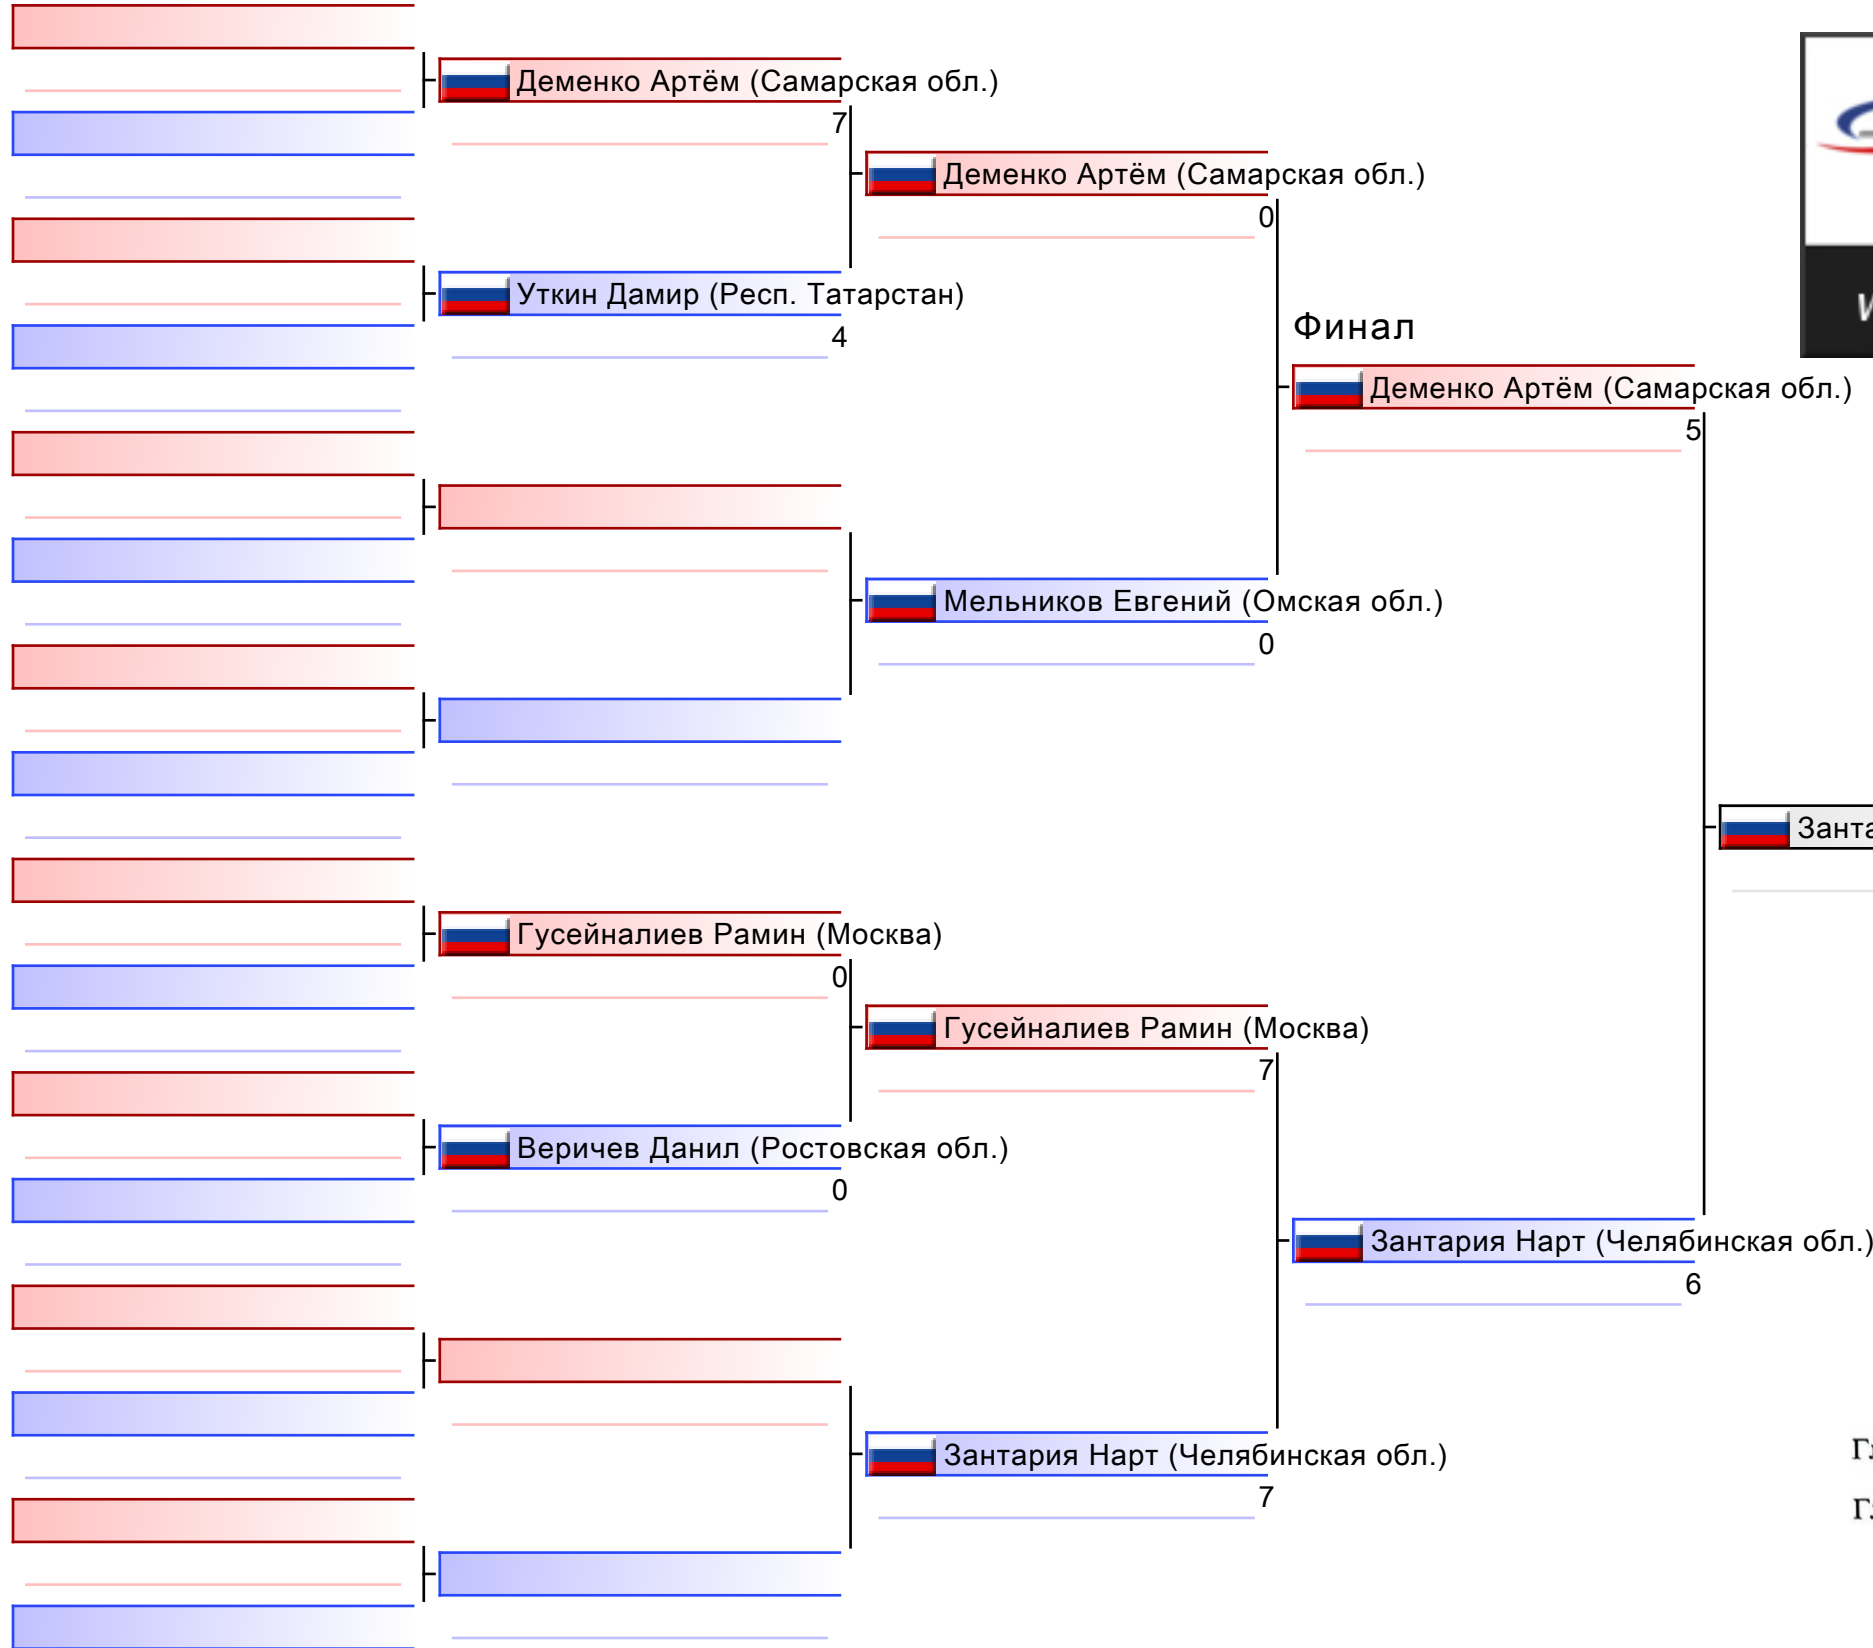 Деменко Артём (Самарская обл.)
7
Деменко Артём (Самарская обл.)
0
Уткин Дамир (Респ. Татарстан)
4
Финал
Деменко Артём (Самарская обл.)
5
Мельников Евгений (Омская обл.)
0
Гусейналиев Рамин (Москва)
0
Гусейналиев Рамин (Москва)
7
Веричев Данил (Ростовская обл.)
0
Зантария Нарт (Челябинская обл.)
6
Зантария Нарт (Челябинская обл.)
7